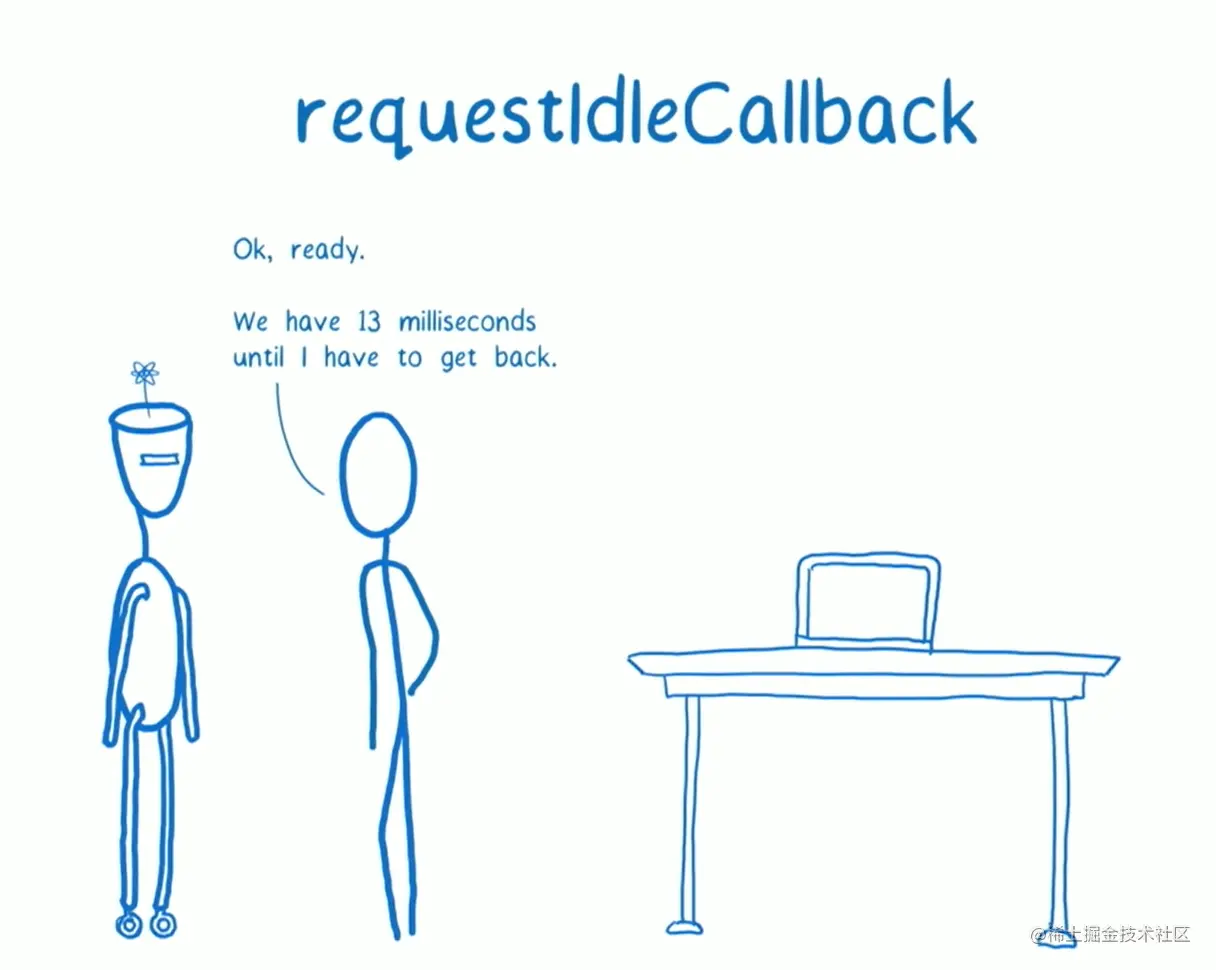 requestIdleCallback
Ok, ready.
We have 13 milliseconds
until I have to get back.
@稀土掘金技术社区